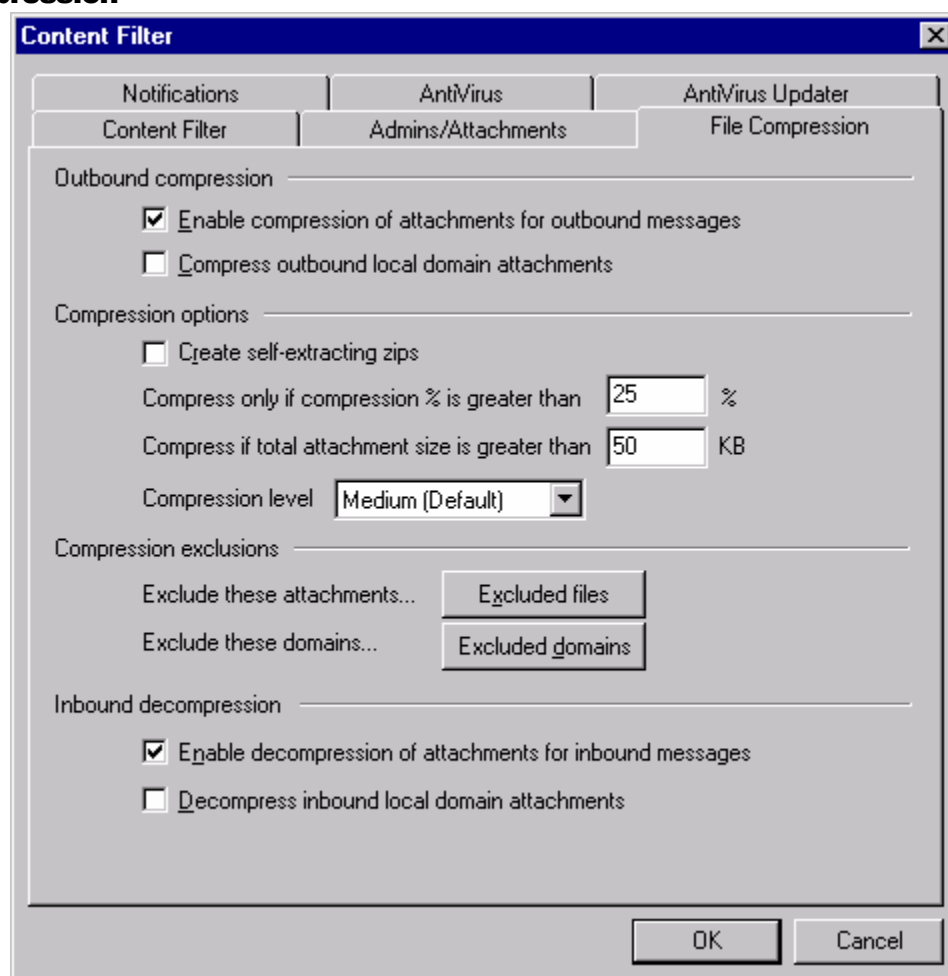 Content Filter
Notifications AntiVirus AntiVirus Updater
Content Filter Admins/Attachments File Compression
Outbound compression
Enable compression of attachments for outbound messages
Compress outbound local domain attachments
Compression options
Create self-extracting zips
Compress only if compression % is greater than 25 %
Compress if total attachment size is greater than 50 KB
Compression level Medium (Default)
Compression exclusions
Exclude these attachments... Excluded files
Exclude these domains... Excluded domains
Inbound decompression
Enable decompression of attachments for inbound messages
Decompress inbound local domain attachments
OK Cancel